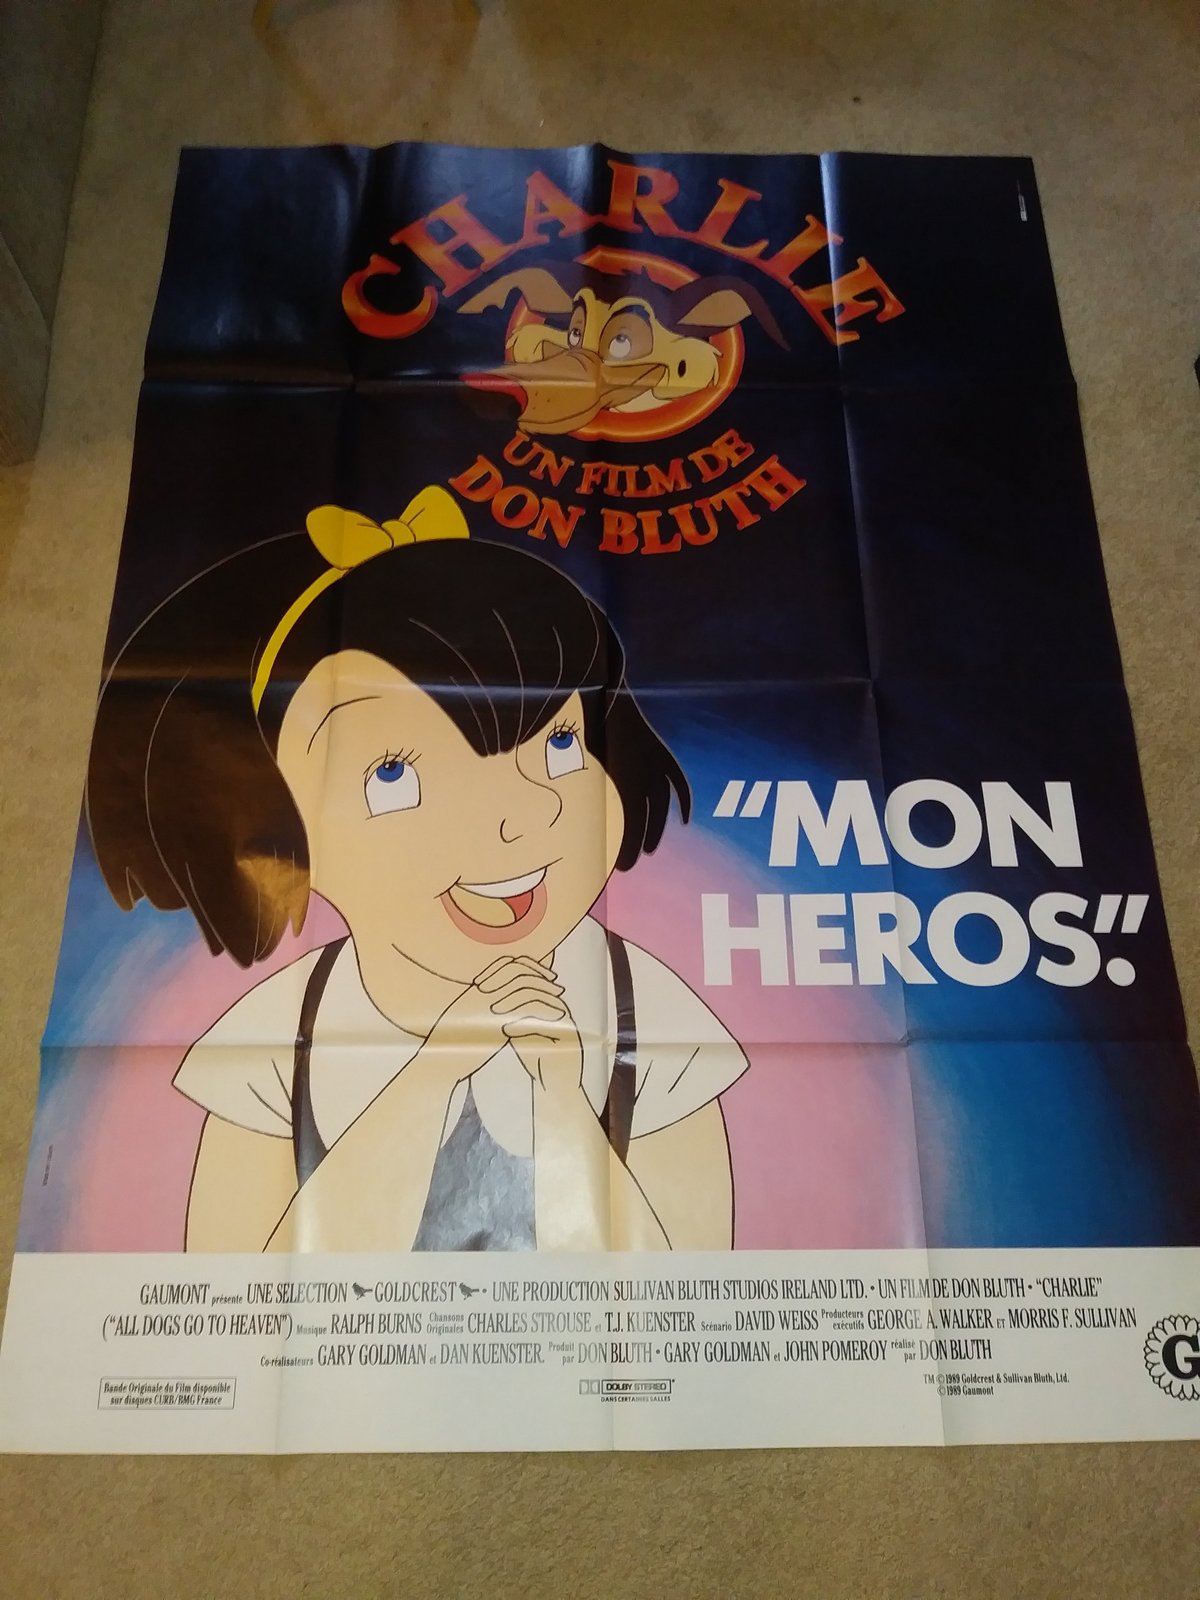 CHARLIE
UN FILM DE
DON BLUTH
“MON
HEROS”.
GAUMONT présente UNE SELECTION GOLDCREST • UNE PRODUCTION SULLIVAN BLUTH STUDIOS IRELAND LTD. • UN FILM DE DON BLUTH • “CHARLIE”
(“ALL DOGS GO TO HEAVEN”) Musique RALPH BURNS Chansons Originales CHARLES STROUSE et T.J. KUENSTER Scénario DAVID WEISS Producteurs exécutifs GEORGE A. WALKER ET MORRIS F. SULLIVAN
Co-réalisateurs GARY GOLDMAN et DAN KUENSTER. Produit par DON BLUTH • GARY GOLDMAN et JOHN POMEROY réalisé par DON BLUTH
Bande Originale du Film disponible
sur disques CURB/BMG France
DOLBY STEREO
DANS CERTAINES SALLES
TM © 1989 Goldcrest & Sullivan Bluth, Ltd.
© 1989 Gaumont
G